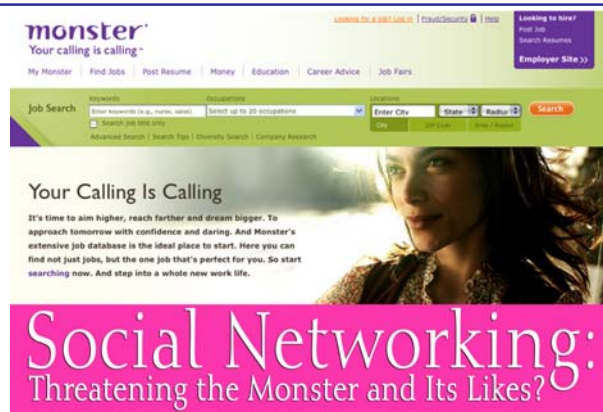 monster
Your calling is calling
Looking for a Job? Log in | Fraud/Security | Help
Looking to hire?
Post Job
Search Resumes
Employer Site >>
My Monster | Find Jobs | Post Resume | Money | Education | Career Advice | Job Fairs
Job Search
Keywords
Occupations
Locations
Enter keywords (e.g., nurse, sales)
Select up to 20 occupations
Enter City
State
Radius
Search
Search job title only
City
ZIP Code
Area / Region
Advanced Search | Search Tips | Diversity Search | Company Research
Your Calling Is Calling
It's time to aim higher, reach farther and dream bigger. To
approach tomorrow with confidence and daring. And Monster's
extensive job database is the ideal place to start. Here you can
find not just jobs, but the one job that's perfect for you. So start
searching now. And step into a whole new work life.
Social Networking:
Threatening the Monster and Its Likes?